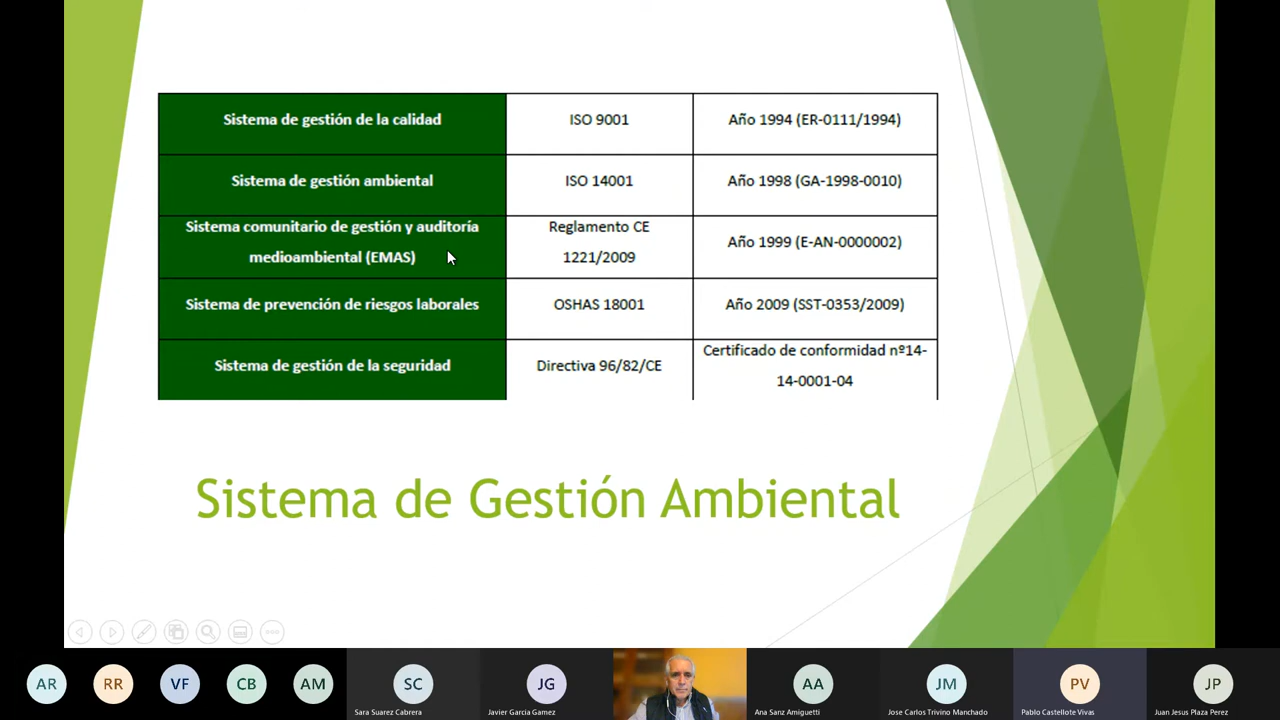 Sistema de gestión de la calidad
ISO 9001
Año 1994 (ER-0111/1994)
Sistema de gestión ambiental
ISO 14001
Año 1998 (GA-1998-0010)
Sistema comunitario de gestión y auditoría
medioambiental (EMAS)
Reglamento CE
1221/2009
Año 1999 (E-AN-0000002)
Sistema de prevención de riesgos laborales
OSHAS 18001
Año 2009 (SST-0353/2009)
Sistema de gestión de la seguridad
Directiva 96/82/CE
Certificado de conformidad nº14-
14-0001-04
Sistema de Gestión Ambiental
AR
RR
VF
CB
AM
SC
Sara Suarez Cabrera
JG
Javier Garcia Gamez
AA
Ana Sanz Amiguetti
JM
Jose Carlos Trivino Manchado
PV
Pablo Castellote Vivas
JP
Juan Jesus Plaza Perez